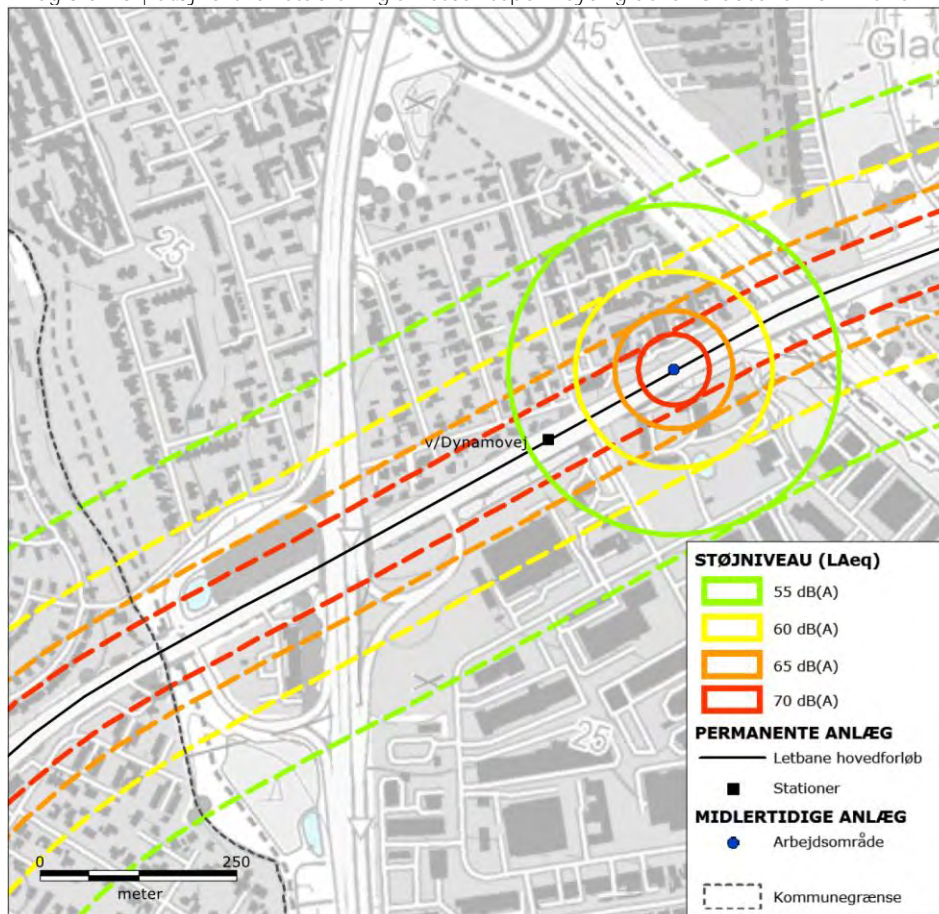 45
Glad
25
v/Dynamovej
25
STØJNIVEAU (LAeq)
55 dB(A)
60 dB(A)
65 dB(A)
70 dB(A)
PERMANENTE ANLÆG
Letbane hovedforløb
Stationer
MIDLERTIDIGE ANLÆG
Arbejdsområde
Kommunegrænse
0 250
meter